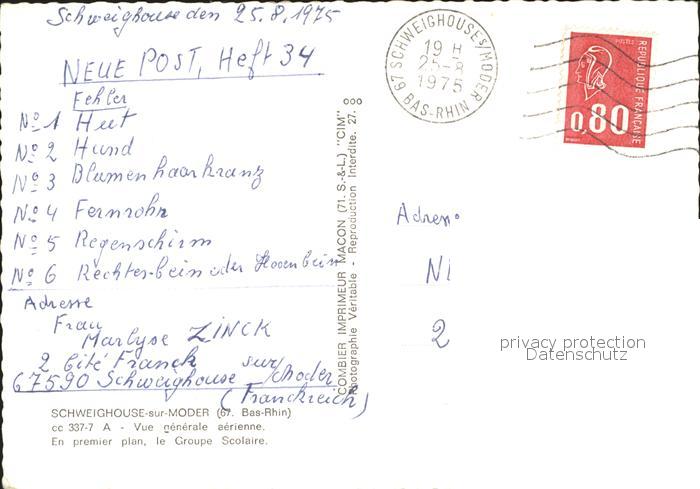 Schweighouse den 25.8.1975
NEUE POST, Heft 34
Fehler
No 1 Hut
No 2 Hund
No 3 Blumenhaarkranz
No 4 Fernrohr
No 5 Regenschirm
No 6 Rechtes-bein oder Hosenbein
Adresse
Frau
Marlyse ZINCK
2 Cité Franck
67590 Schweighouse sur/Moder
(Frankreich)
SCHWEIGHOUSE-sur-MODER (67. Bas-Rhin)
cc 337-7 A - Vue générale aérienne.
En premier plan, le Groupe Scolaire.
COMBIER IMPRIMEUR MACON (71. S.-&-L.) "CIM"
Photographie Véritable - Reproduction Interdite. 27.
67 SCHWEIGHOUSE S/MODER
19 H
25-8
1975
BAS-RHIN
POSTES
REPUBLIQUE FRANÇAISE
0,80
NI
2
privacy protection
Datenschutz